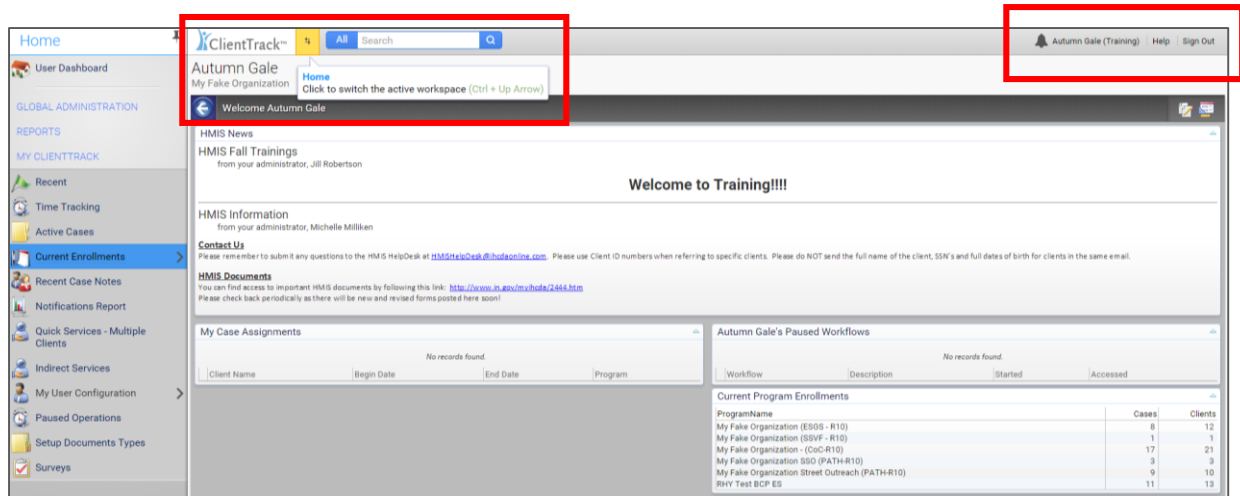 Home
User Dashboard
GLOBAL ADMINISTRATION
REPORTS
MY CLIENTTRACK
Recent
Time Tracking
Active Cases
Current Enrollments
Recent Case Notes
Notifications Report
Quick Services - Multiple
Clients
Indirect Services
My User Configuration
Paused Operations
Setup Documents Types
Surveys
ClientTrack™
All Search
Autumn Gale (Training) Help Sign Out
Autumn Gale
My Fake Organization
Home
Click to switch the active workspace (Ctrl + Up Arrow)
Welcome Autumn Gale
HMIS News
HMIS Fall Trainings
from your administrator, Jill Robertson
Welcome to Training!!!!
HMIS Information
from your administrator, Michelle Milliken
Contact Us
Please remember to submit any questions to the HMIS HelpDesk at HMISHelpDesk@ihcdaonline.com. Please use Client ID numbers when referring to specific clients. Please do NOT send the full name of the client, SSN's and full dates of birth for clients in the same email.
HMIS Documents
You can find access to important HMIS documents by following this link: http://www.in.gov/myihcda/2444.htm
Please check back periodically as there will be new and revised forms posted here soon!
My Case Assignments
No records found.
Client Name Begin Date End Date Program
Autumn Gale's Paused Workflows
No records found.
Workflow Description Started Accessed
Current Program Enrollments
ProgramName Cases Clients
My Fake Organization (ESGS - R10) 8 12
My Fake Organization (SSVF - R10) 1 1
My Fake Organization - (CoC-R10) 17 21
My Fake Organization SSO (PATH-R10) 3 3
My Fake Organization Street Outreach (PATH-R10) 9 10
RHY Test BCP ES 11 13